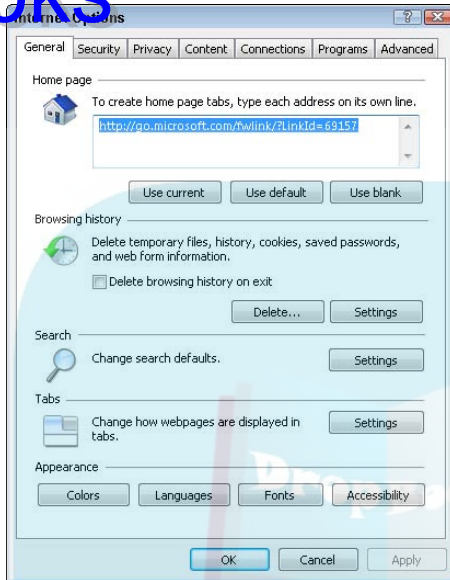 Internet Options
General Security Privacy Content Connections Programs Advanced
Home page
To create home page tabs, type each address on its own line.
http://go.microsoft.com/fwlink/?LinkId=69157
Use current Use default Use blank
Browsing history
Delete temporary files, history, cookies, saved passwords,
and web form information.
Delete browsing history on exit
Delete... Settings
Search
Change search defaults. Settings
Tabs
Change how webpages are displayed in
tabs.
Settings
Appearance
Colors Languages Fonts Accessibility
OK Cancel Apply